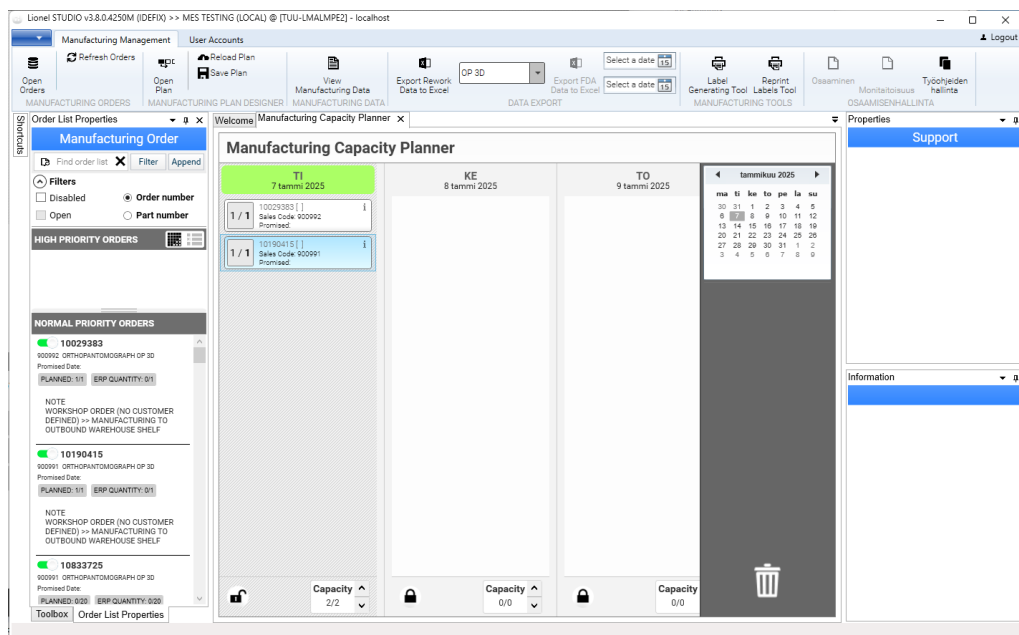 Lionel STUDIO v3.8.0.4250M (IDEFIX) >> MES TESTING (LOCAL) @ [TUU-LMALMPE2] - localhost
Manufacturing Management
User Accounts
Logout
Open Orders
Refresh Orders
MANUFACTURING ORDERS
Open Plan
Reload Plan
Save Plan
MANUFACTURING PLAN DESIGNER
View Manufacturing Data
MANUFACTURING DATA
Export Rework Data to Excel
OP 3D
Export FDA Data to Excel
Select a date 15
Select a date 15
DATA EXPORT
Label Generating Tool
Reprint Labels Tool
MANUFACTURING TOOLS
Osaaminen
Monitaitoisuus
Työohjeiden hallinta
OSAAMISENHALLINTA
Shortcuts
Order List Properties
Manufacturing Order
Find order list
Filter
Append
Filters
Disabled
Order number
Open
Part number
HIGH PRIORITY ORDERS
NORMAL PRIORITY ORDERS
10029383
900992 ORTHOPANTOMOGRAPH OP 3D
Promised Date:
PLANNED: 1/1 ERP QUANTITY: 0/1
NOTE
WORKSHOP ORDER (NO CUSTOMER
DEFINED) >> MANUFACTURING TO
OUTBOUND WAREHOUSE SHELF
10190415
900991 ORTHOPANTOMOGRAPH OP 3D
Promised Date:
PLANNED: 1/1 ERP QUANTITY: 0/1
NOTE
WORKSHOP ORDER (NO CUSTOMER
DEFINED) >> MANUFACTURING TO
OUTBOUND WAREHOUSE SHELF
10833725
900991 ORTHOPANTOMOGRAPH OP 3D
Promised Date:
PLANNED: 0/20 ERP QUANTITY: 0/20
Toolbox
Order List Properties
Welcome
Manufacturing Capacity Planner
Manufacturing Capacity Planner
TI
7 tammi 2025
1 / 1
10029383 [ ]
Sales Code: 900992
Promised:
1 / 1
10190415 [ ]
Sales Code: 900991
Promised:
Capacity
2/2
KE
8 tammi 2025
Capacity
0/0
TO
9 tammi 2025
Capacity
0/0
tammikuu 2025
ma ti ke to pe la su
30 31 1 2 3 4 5
6 7 8 9 10 11 12
13 14 15 16 17 18 19
20 21 22 23 24 25 26
27 28 29 30 31 1 2
3 4 5 6 7 8 9
Properties
Support
Information